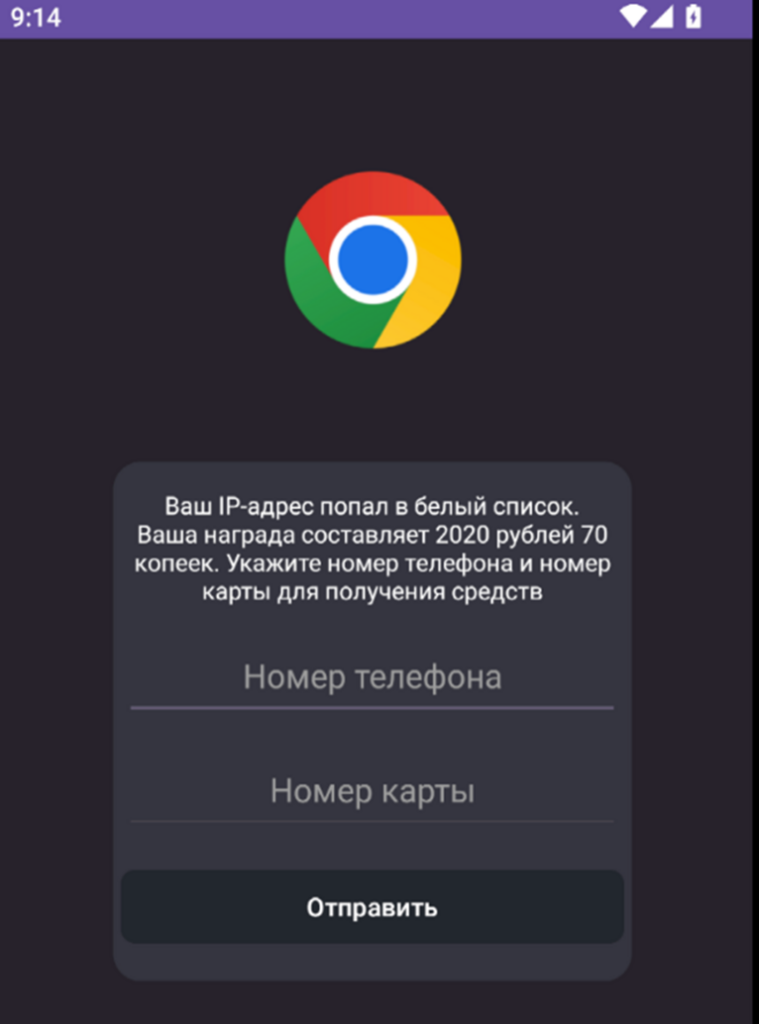 9:14
Ваш IP-адрес попал в белый список.
Ваша награда составляет 2020 рублей 70
копеек. Укажите номер телефона и номер
карты для получения средств
Номер телефона
Номер карты
Отправить